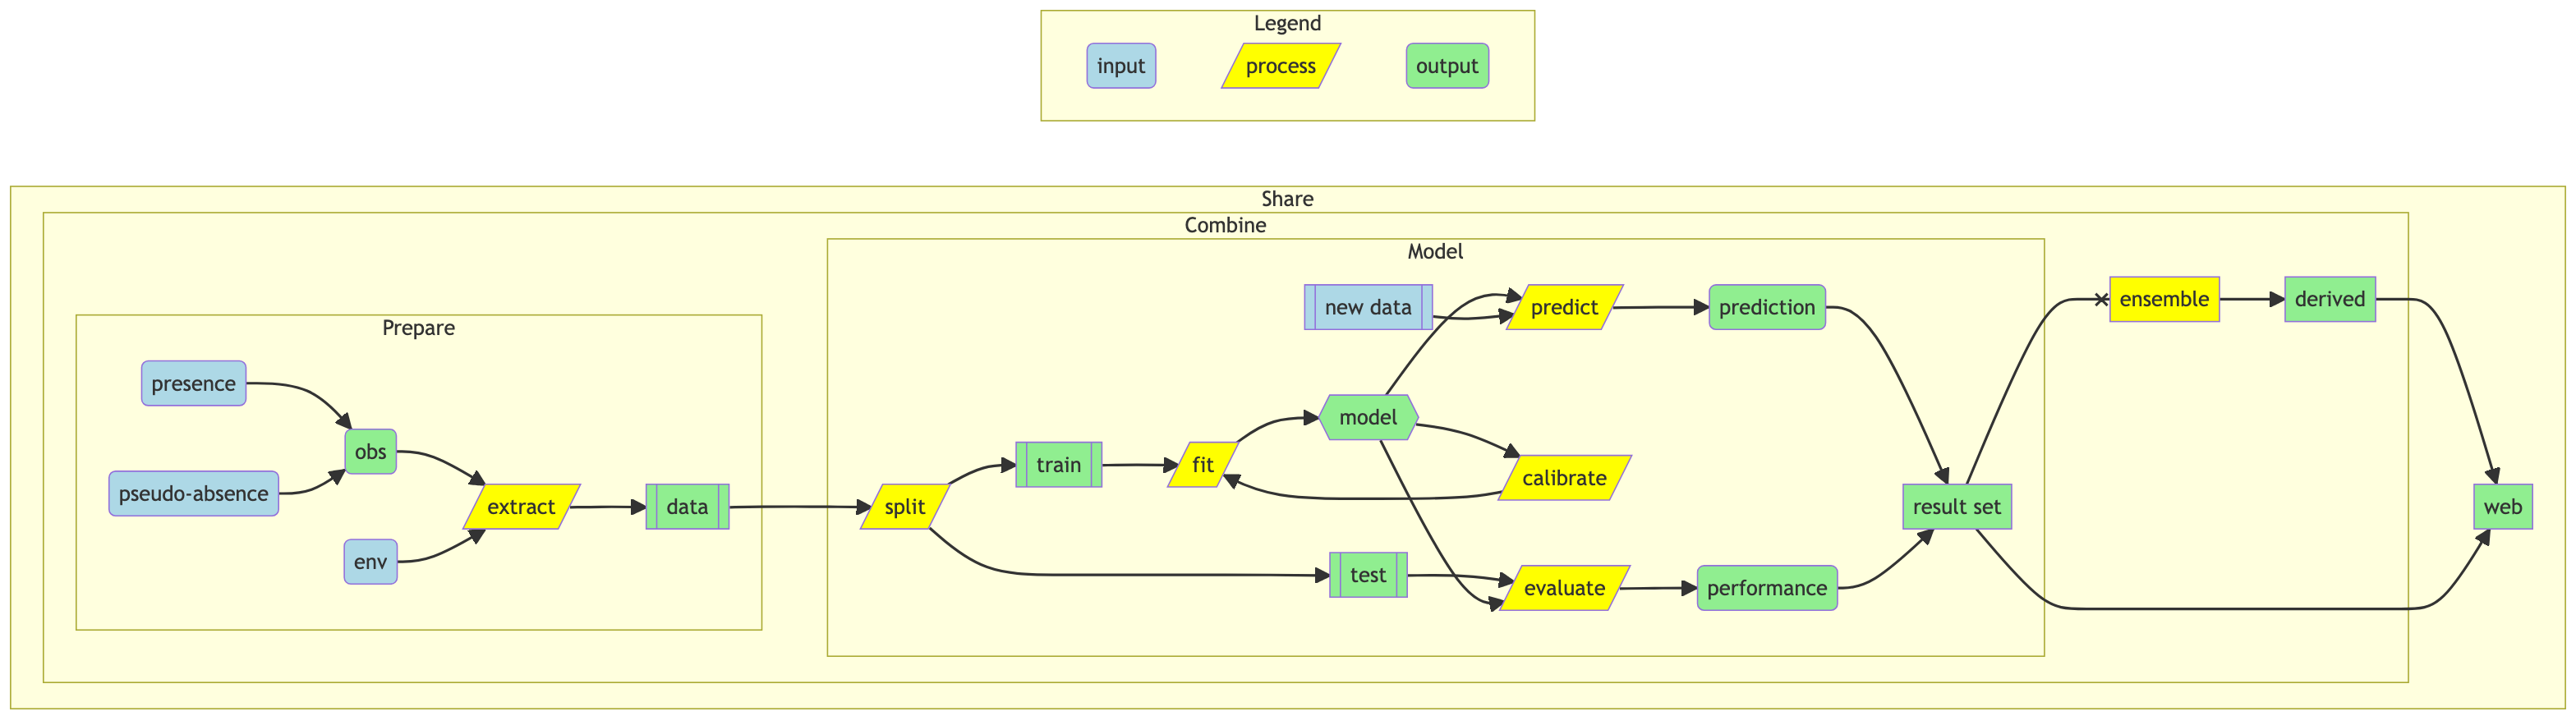 Legend
input
process
output
Share
Combine
Model
Prepare
presence
pseudo-absence
obs
env
extract
data
split
train
test
fit
new data
model
predict
calibrate
evaluate
prediction
performance
result set
ensemble
derived
web